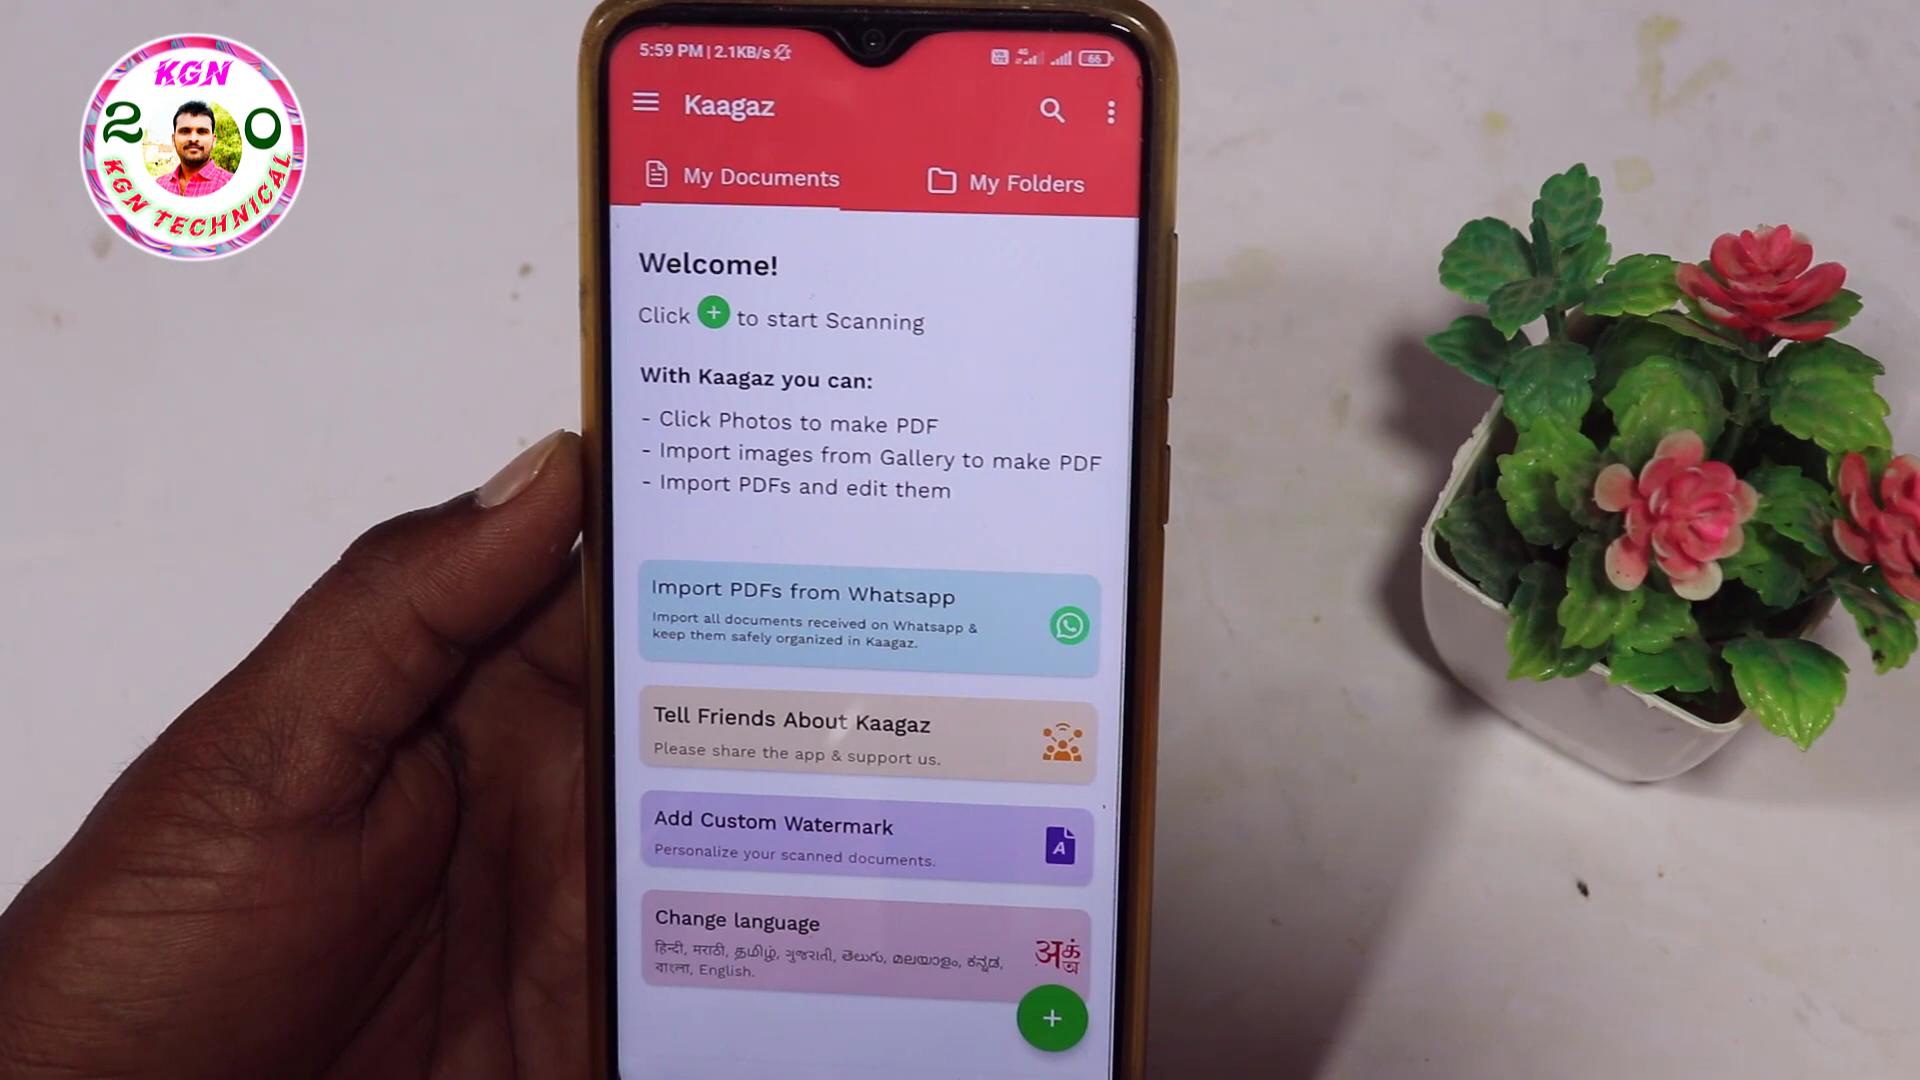 KGN
2 0
KGN TECHNICAL
5:59 PM | 2.1KB/s
4G
66
Kaagaz
My Documents
My Folders
Welcome!
Click + to start Scanning
With Kaagaz you can:
- Click Photos to make PDF
- Import images from Gallery to make PDF
- Import PDFs and edit them
Import PDFs from Whatsapp
Import all documents received on Whatsapp &
keep them safely organized in Kaagaz.
Tell Friends About Kaagaz
Please share the app & support us.
Add Custom Watermark
Personalize your scanned documents.
A
Change language
हिन्दी, मराठी, தமிழ், ગુજરાતી, తెలుగు, മലയാളം, ಕನ್ನಡ,
বাংলা, English.
+